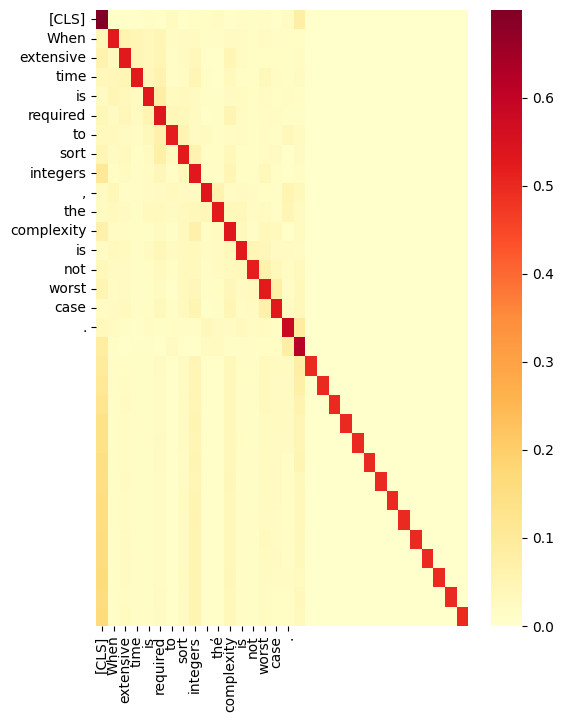 [CLS]
When
extensive
time
is
required
to
sort
integers
,
the
complexity
is
not
worst
case
.
[CLS]
When
extensive
time
is
required
to
sort
integers
,
the
complexity
is
not
worst
case
.
0.6
0.5
0.4
0.3
0.2
0.1
0.0